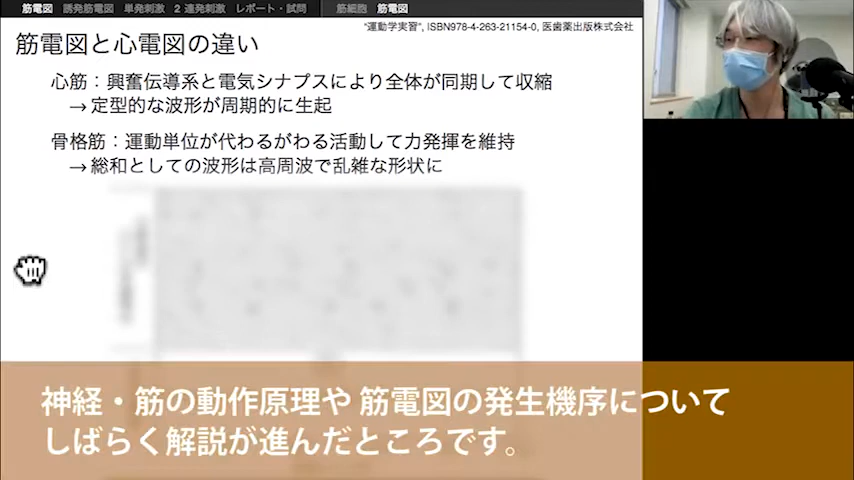 筋電図 誘発筋電図 単発刺激 2連発刺激 レポート・試問 筋細胞 筋電図
"運動学実習", ISBN978-4-263-21154-0, 医歯薬出版株式会社
筋電図と心電図の違い
心筋：興奮伝導系と電気シナプスにより全体が同期して収縮
→定型的な波形が周期的に生起
骨格筋：運動単位が代わるがわる活動して力発揮を維持
→総和としての波形は高周波で乱雑な形状に
神経・筋の動作原理や 筋電図の発生機序について
しばらく解説が進んだところです。